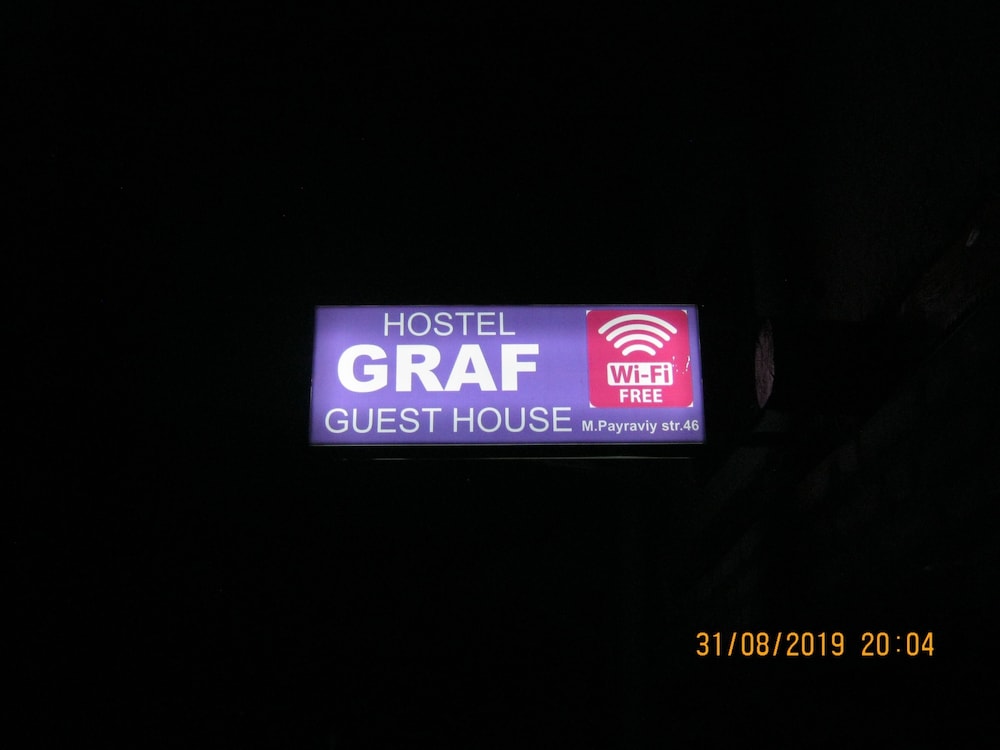 HOSTEL
GRAF
GUEST HOUSE
Wi-Fi
FREE
M.Payraviy str.46
31/08/2019 20:04